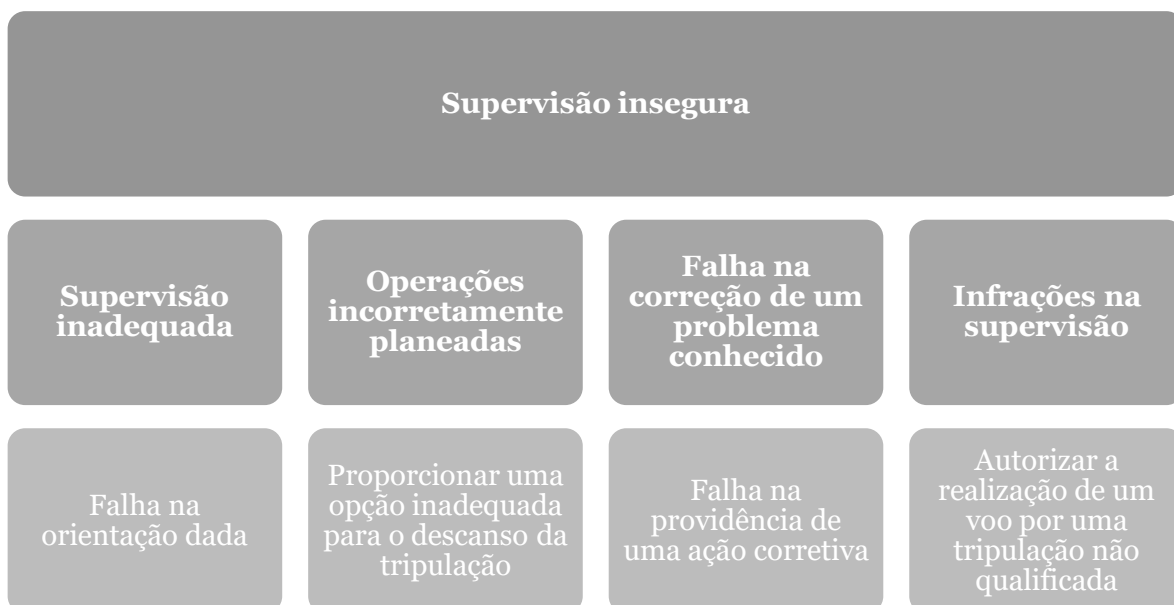 Supervisão insegura
Supervisão
inadequada
Operações
incorretamente
planeadas
Falha na
correção de um
problema
conhecido
Infrações na
supervisão
Falha na
orientação dada
Proporcionar uma
opção inadequada
para o descanso da
tripulação
Falha na
providência de
uma ação corretiva
Autorizar a
realização de um
voo por uma
tripulação não
qualificada